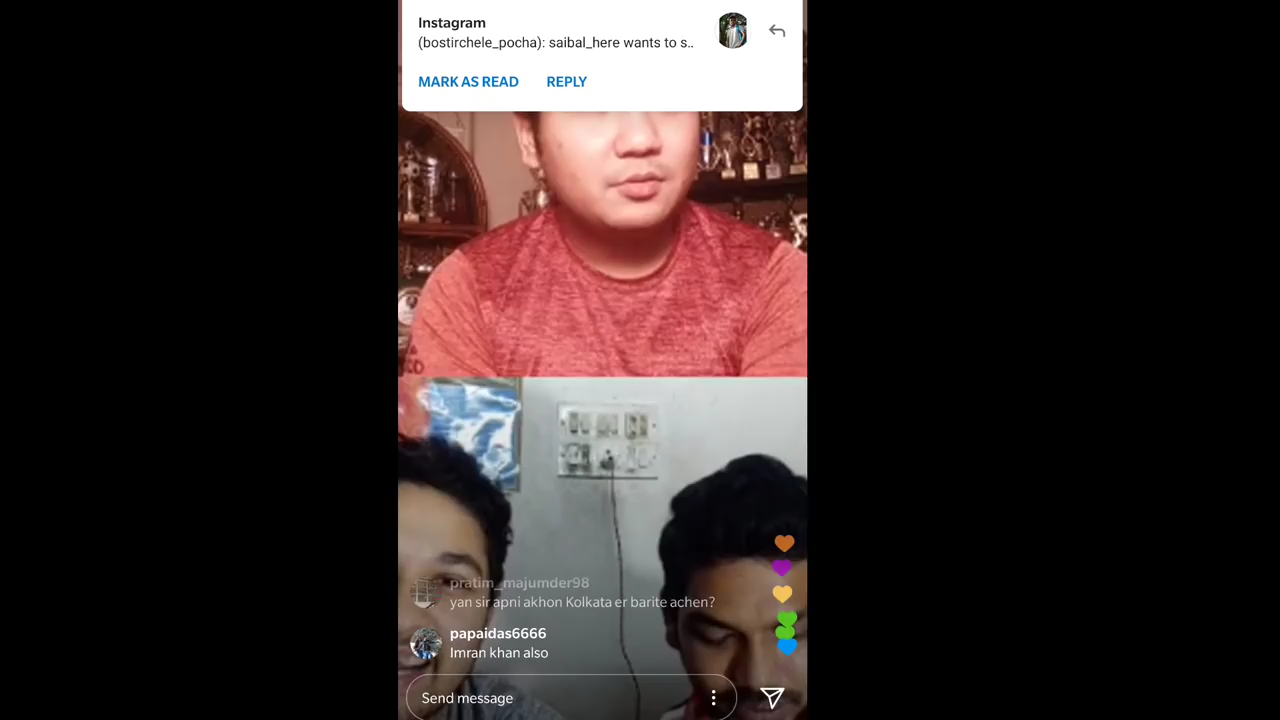 Instagram
(bostirchele_pocha): saibal_here wants to s..
MARK AS READ
REPLY
pratim_majumder98
yan sir apni akhon Kolkata er barite achen?
papaidas6666
Imran khan also
Send message